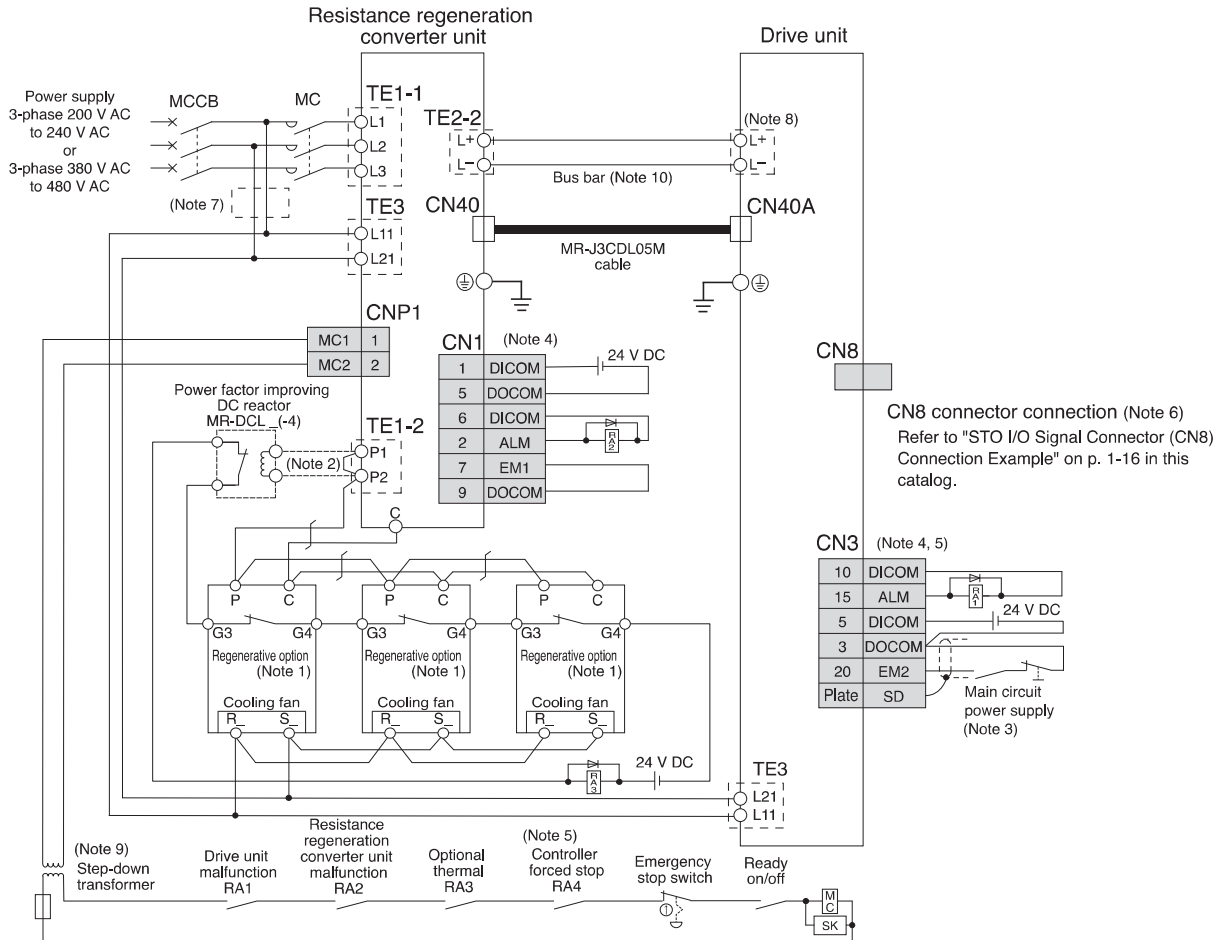 Resistance regeneration
converter unit
Drive unit
Power supply
3-phase 200 V AC
to 240 V AC
or
3-phase 380 V AC
to 480 V AC
MCCB
MC
TE1-1
L1
L2
L3
TE2-2
L+
L-
(Note 8)
L+
L-
Bus bar (Note 10)
(Note 7)
TE3
L11
L21
CN40
CN40A
MR-J3CDL05M
cable
CNP1
MC1 1
MC2 2
CN1 (Note 4)
1 DICOM
5 DOCOM
6 DICOM
2 ALM
7 EM1
9 DOCOM
24 V DC
RA2
CN8
CN8 connector connection (Note 6)
Refer to "STO I/O Signal Connector (CN8)
Connection Example" on p. 1-16 in this
catalog.
Power factor improving
DC reactor
MR-DCL_(-4)
(Note 2)
TE1-2
P1
P2
C
CN3 (Note 4, 5)
10 DICOM
15 ALM
5 DICOM
3 DOCOM
20 EM2
Plate SD
RA1
24 V DC
Main circuit
power supply
(Note 3)
P C P C P C
G3 G4 G3 G4 G3 G4
Regenerative option
(Note 1)
Regenerative option
(Note 1)
Regenerative option
(Note 1)
Cooling fan
R_ S_
Cooling fan
R_ S_
Cooling fan
R_ S_
RA3
24 V DC
TE3
L21
L11
(Note 9)
Step-down
transformer
Drive unit
malfunction
RA1
Resistance
regeneration
converter unit
malfunction
RA2
Optional
thermal
RA3
(Note 5)
Controller
forced stop
RA4
Emergency
stop switch
Ready
on/off
MC
SK